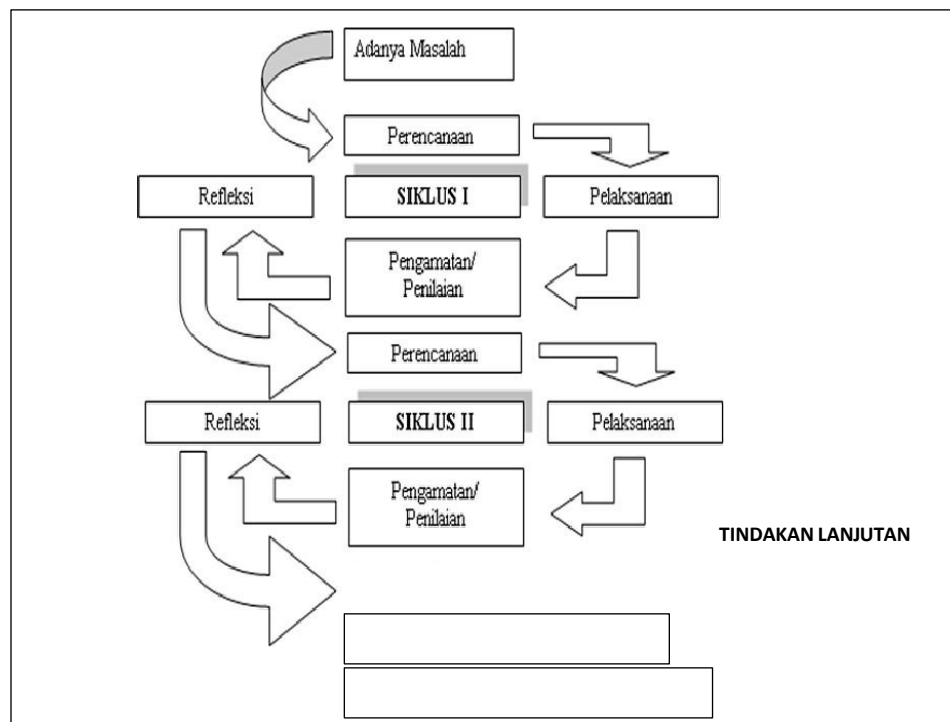 Adanya Masalah
Perencanaan
Refleksi
SIKLUS I
Pelaksanaan
Pengamatan/
Penilaian
Perencanaan
Refleksi
SIKLUS II
Pelaksanaan
Pengamatan/
Penilaian
TINDAKAN LANJUTAN